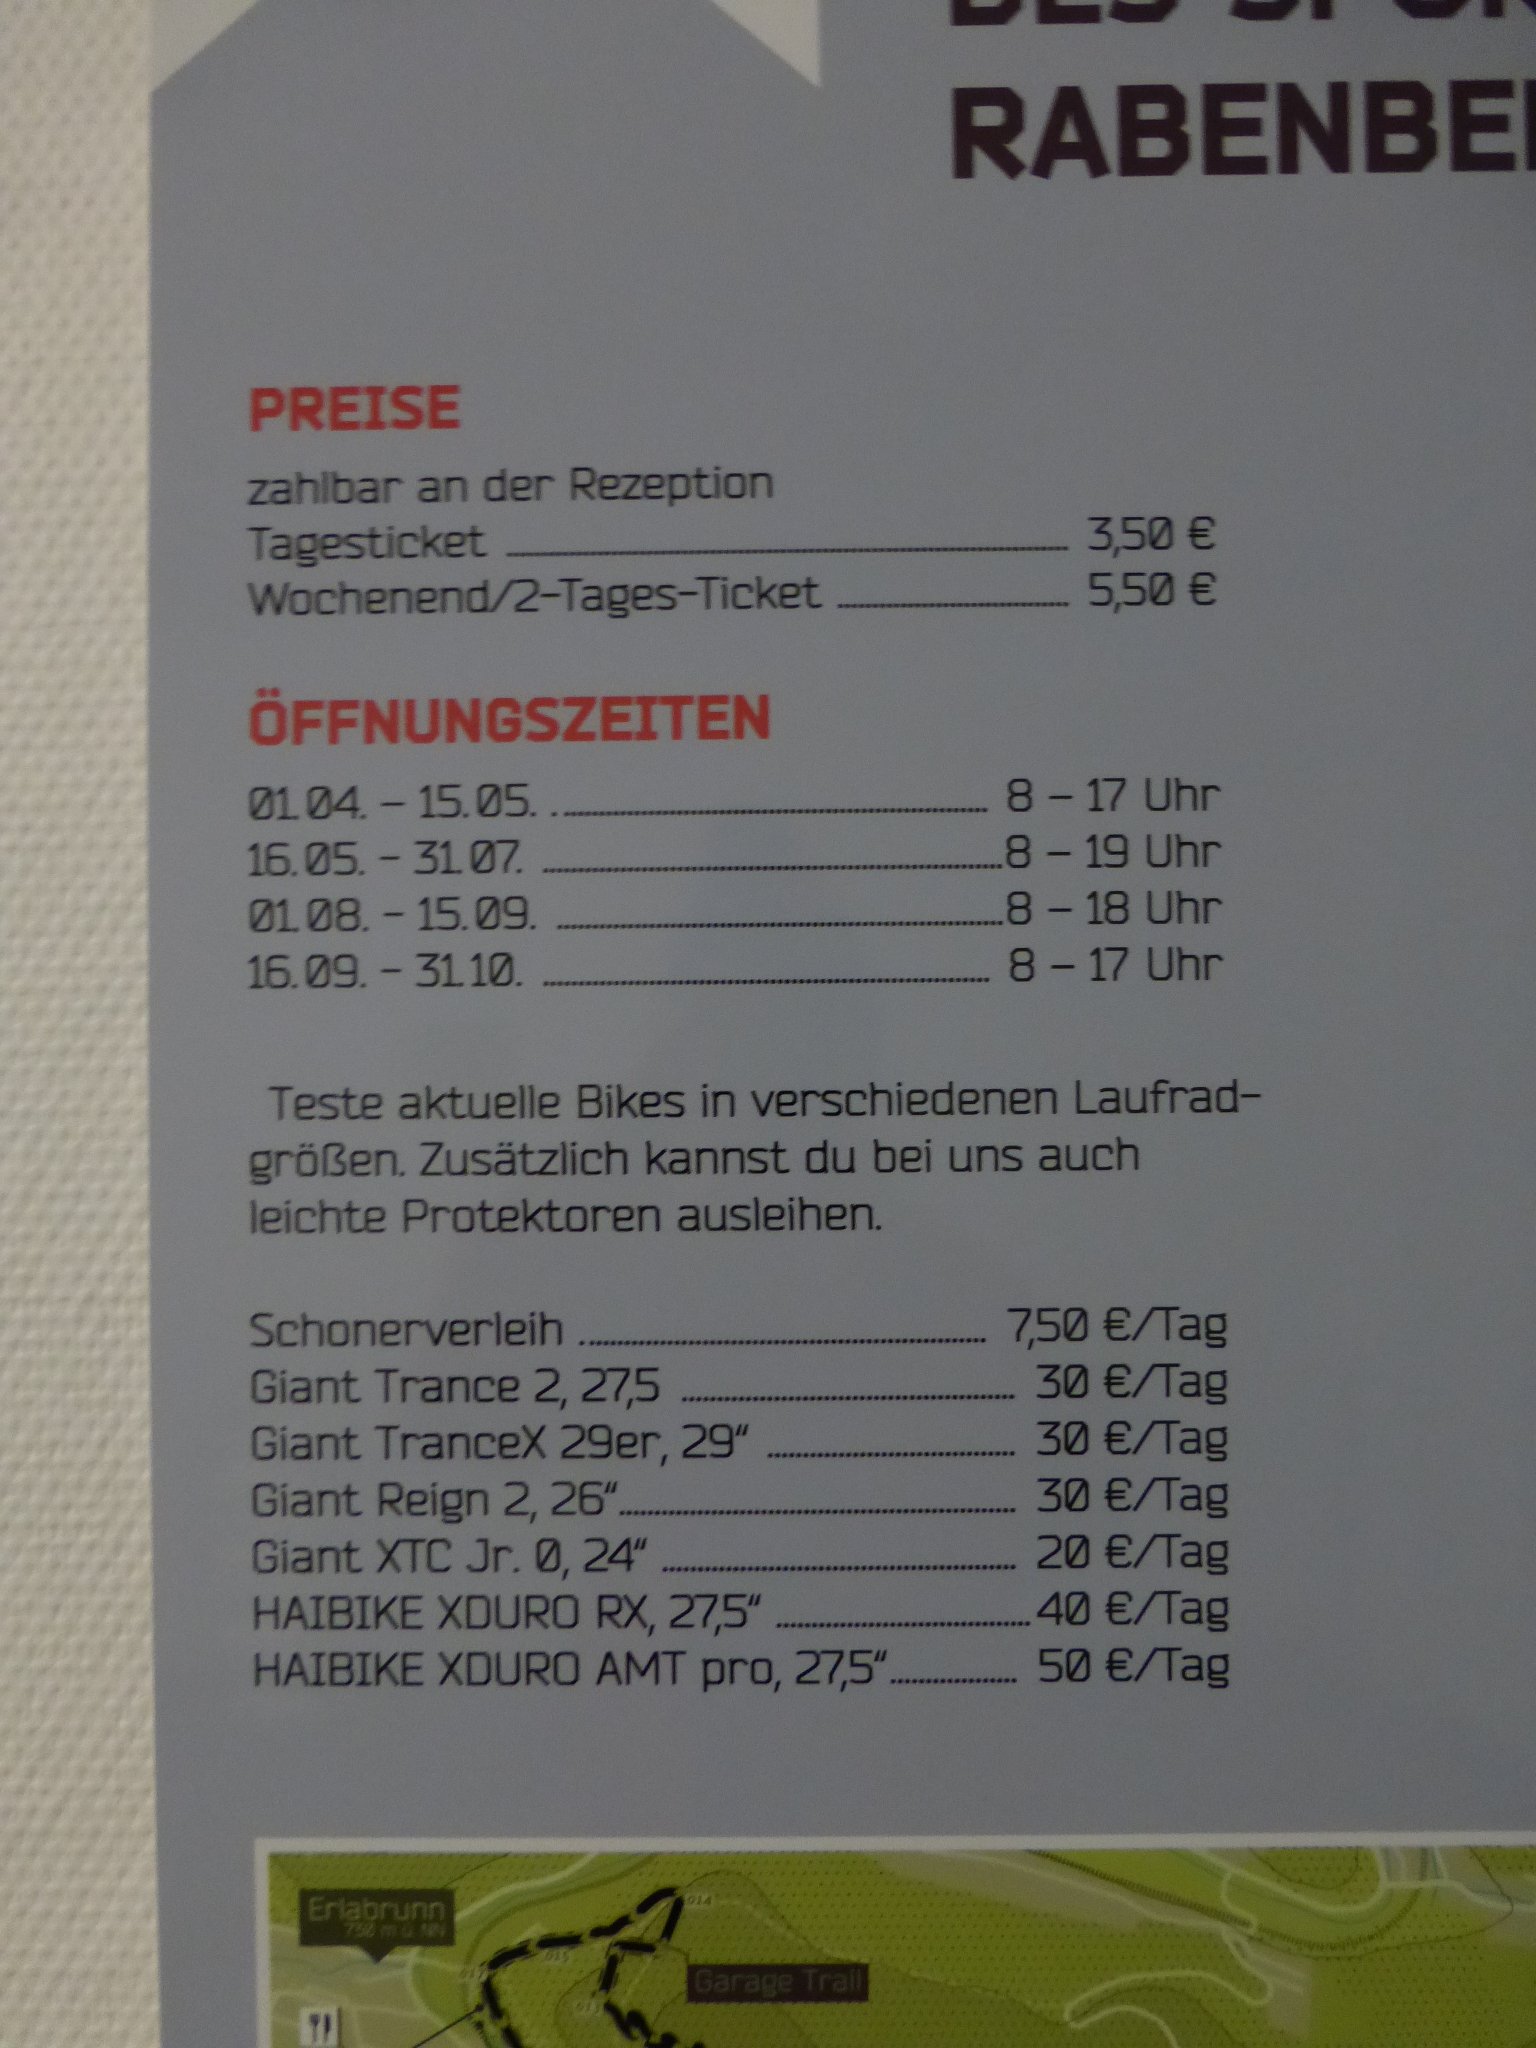 RABENBE
PREISE
zahlbar an der Rezeption
Tagesticket 3,50 €
Wochenend/2-Tages-Ticket 5,50 €
ÖFFNUNGSZEITEN
01.04. – 15.05. 8 – 17 Uhr
16.05. – 31.07. 8 – 19 Uhr
01.08. – 15.09. 8 – 18 Uhr
16.09. – 31.10. 8 – 17 Uhr
Teste aktuelle Bikes in verschiedenen Laufrad-
größen. Zusätzlich kannst du bei uns auch
leichte Protektoren ausleihen.
Schonerverleih 7,50 €/Tag
Giant Trance 2, 27,5 30 €/Tag
Giant TranceX 29er, 29“ 30 €/Tag
Giant Reign 2, 26“ 30 €/Tag
Giant XTC Jr. 0, 24“ 20 €/Tag
HAIBIKE XDURO RX, 27,5“ 40 €/Tag
HAIBIKE XDURO AMT pro, 27,5“ 50 €/Tag
Erlabrunn
014
Garage Trail
013